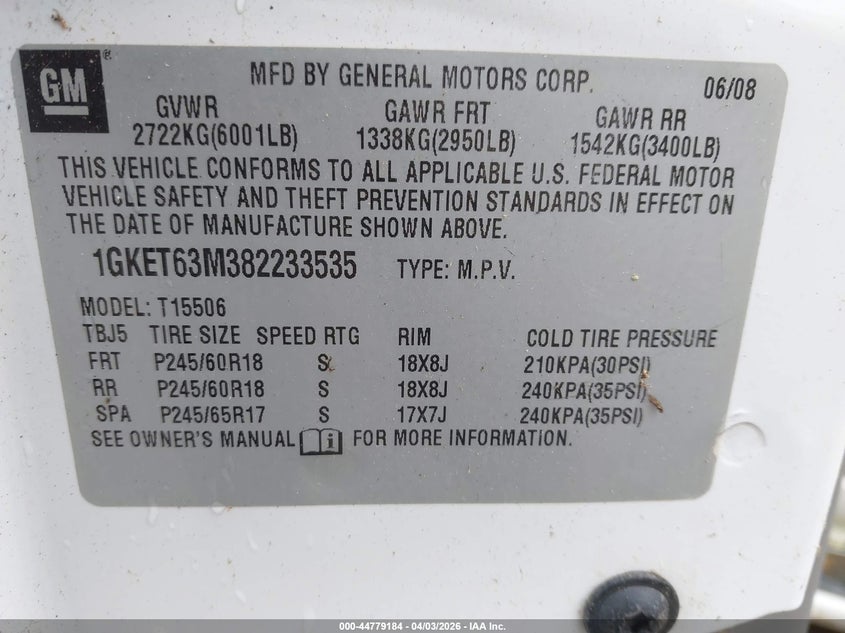 GM ® MFD BY GENERAL MOTORS CORP. 06/08
GVWR GAWR FRT GAWR RR
2722KG(6001LB) 1338KG(2950LB) 1542KG(3400LB)
THIS VEHICLE CONFORMS TO ALL APPLICABLE U.S. FEDERAL MOTOR
VEHICLE SAFETY AND THEFT PREVENTION STANDARDS IN EFFECT ON
THE DATE OF MANUFACTURE SHOWN ABOVE.
1GKET63M382233535 TYPE: M.P.V.
MODEL: T15506
TBJ5 TIRE SIZE SPEED RTG RIM COLD TIRE PRESSURE
FRT P245/60R18 S 18X8J 210KPA(30PSI)
RR P245/60R18 S 18X8J 240KPA(35PSI)
SPA P245/65R17 S 17X7J 240KPA(35PSI)
SEE OWNER'S MANUAL i FOR MORE INFORMATION.
000-44779184 - 04/03/2026 - IAA Inc.